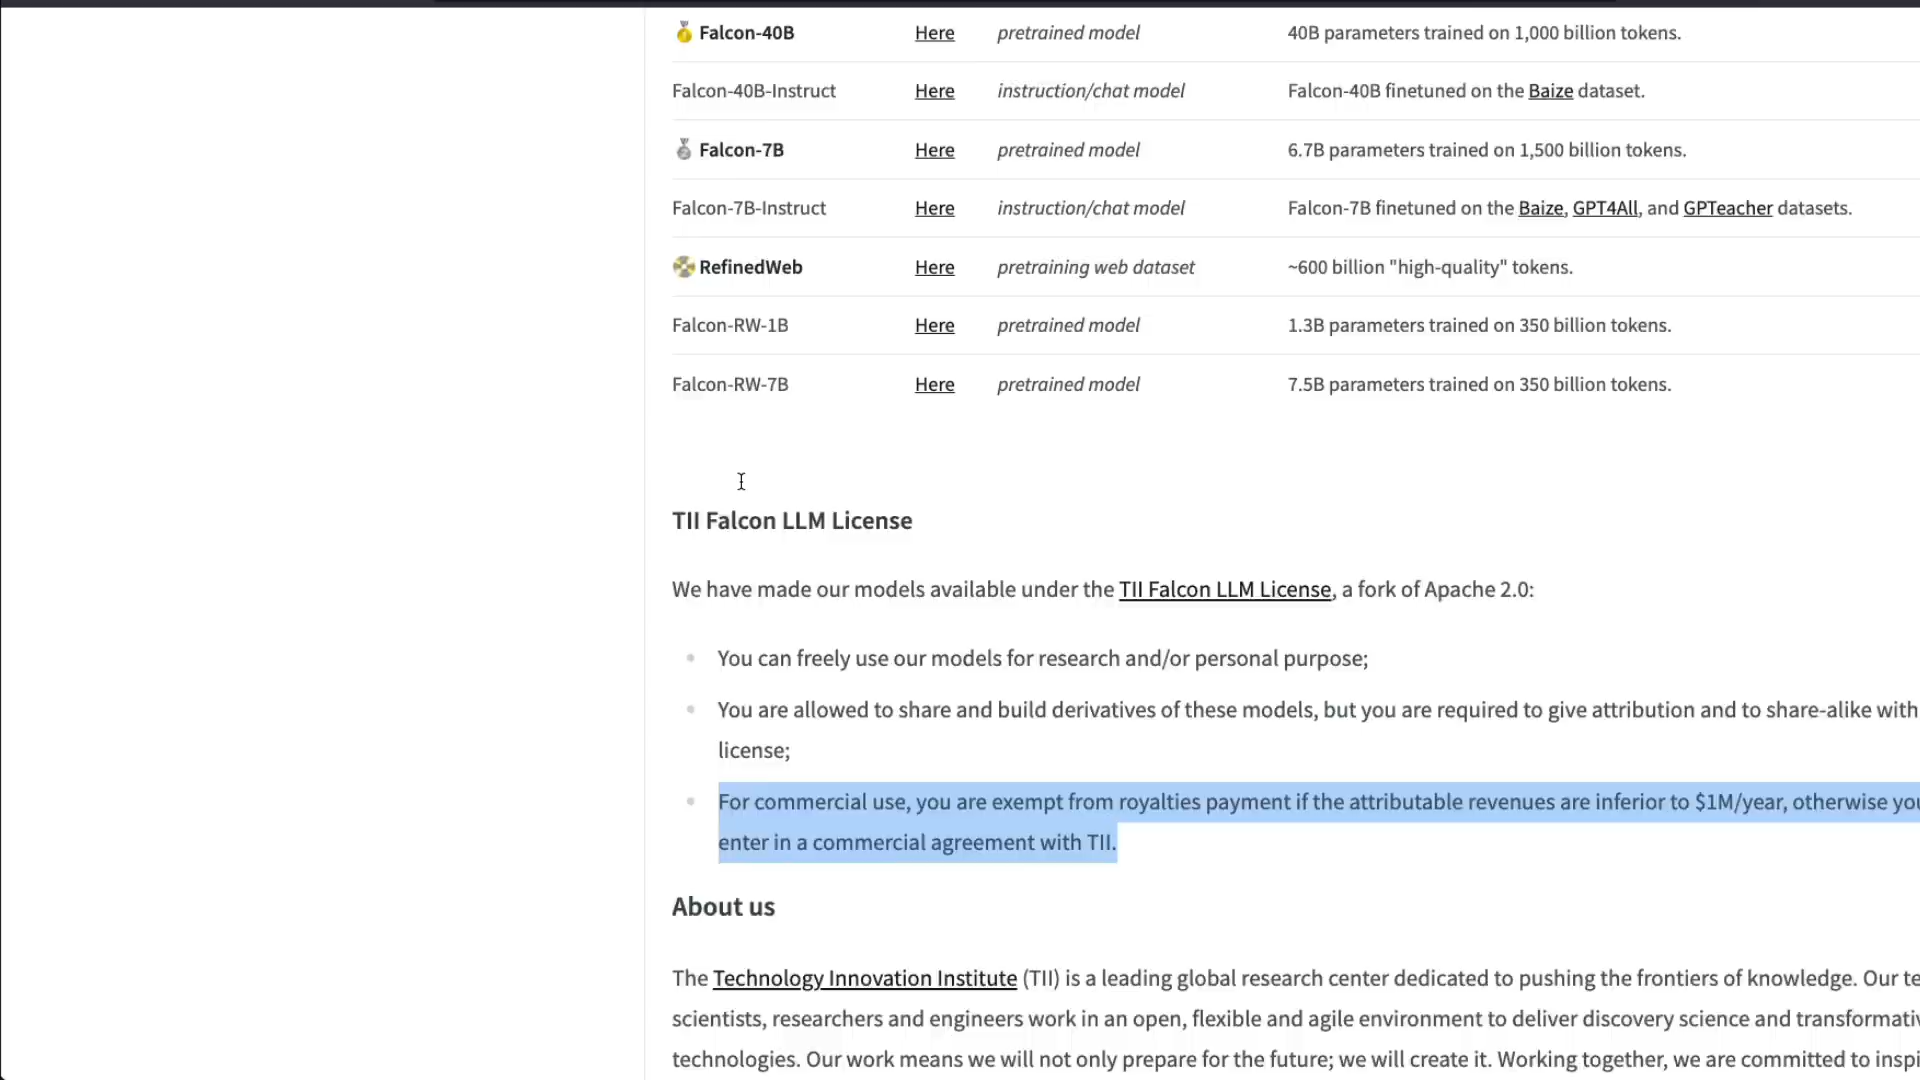 Falcon-40B Here pretrained model 40B parameters trained on 1,000 billion tokens.
Falcon-40B-Instruct Here instruction/chat model Falcon-40B finetuned on the Baize dataset.
Falcon-7B Here pretrained model 6.7B parameters trained on 1,500 billion tokens.
Falcon-7B-Instruct Here instruction/chat model Falcon-7B finetuned on the Baize, GPT4All, and GPTeacher datasets.
RefinedWeb Here pretraining web dataset ~600 billion "high-quality" tokens.
Falcon-RW-1B Here pretrained model 1.3B parameters trained on 350 billion tokens.
Falcon-RW-7B Here pretrained model 7.5B parameters trained on 350 billion tokens.
TII Falcon LLM License
We have made our models available under the TII Falcon LLM License, a fork of Apache 2.0:
You can freely use our models for research and/or personal purpose;
You are allowed to share and build derivatives of these models, but you are required to give attribution and to share-alike with
license;
For commercial use, you are exempt from royalties payment if the attributable revenues are inferior to $1M/year, otherwise
enter in a commercial agreement with TII.
About us
The Technology Innovation Institute (TII) is a leading global research center dedicated to pushing the frontiers of knowledge. Our
scientists, researchers and engineers work in an open, flexible and agile environment to deliver discovery science and
technologies. Our work means we will not only prepare for the future; we will create it. Working together, we are committed to